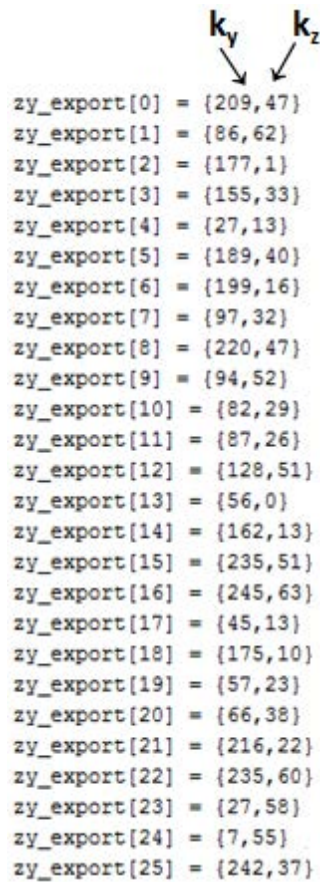 ky kz
zy_export[0] = {209,47}
zy_export[1] = {86,62}
zy_export[2] = {177,1}
zy_export[3] = {155,33}
zy_export[4] = {27,13}
zy_export[5] = {189,40}
zy_export[6] = {199,16}
zy_export[7] = {97,32}
zy_export[8] = {220,47}
zy_export[9] = {94,52}
zy_export[10] = {82,29}
zy_export[11] = {87,26}
zy_export[12] = {128,51}
zy_export[13] = {56,0}
zy_export[14] = {162,13}
zy_export[15] = {235,51}
zy_export[16] = {245,63}
zy_export[17] = {45,13}
zy_export[18] = {175,10}
zy_export[19] = {57,23}
zy_export[20] = {66,38}
zy_export[21] = {216,22}
zy_export[22] = {235,60}
zy_export[23] = {27,58}
zy_export[24] = {7,55}
zy_export[25] = {242,37}